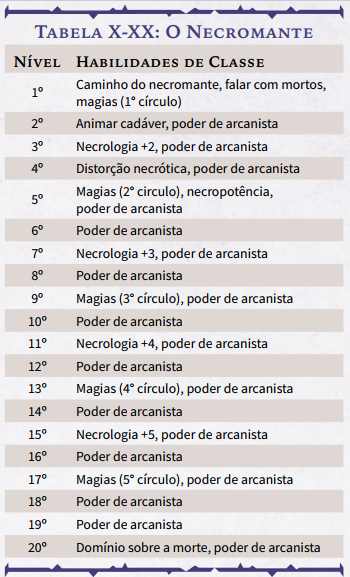 Tabela X-XX: O Necromante
Nível Habilidades de Classe
1º Caminho do necromante, falar com mortos,
magias (1° círculo)
2º Animar cadáver, poder de arcanista
3º Necrologia +2, poder de arcanista
4º Distorção necrótica, poder de arcanista
5º Magias (2° circulo), necropotência,
poder de arcanista
6º Poder de arcanista
7º Necrologia +3, poder de arcanista
8º Poder de arcanista
9º Magias (3° círculo), poder de arcanista
10º Poder de arcanista
11º Necrologia +4, poder de arcanista
12º Poder de arcanista
13º Magias (4° círculo), poder de arcanista
14º Poder de arcanista
15º Necrologia +5, poder de arcanista
16º Poder de arcanista
17º Magias (5° círculo), poder de arcanista
18º Poder de arcanista
19º Poder de arcanista
20º Domínio sobre a morte, poder de arcanista